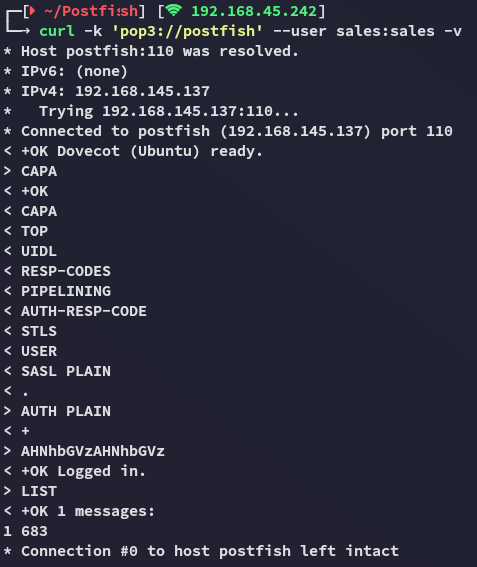 ┌─[ ~/Postfish] [ 192.168.45.242]
└─→ curl -k 'pop3://postfish' --user sales:sales -v
* Host postfish:110 was resolved.
* IPv6: (none)
* IPv4: 192.168.145.137
*   Trying 192.168.145.137:110...
* Connected to postfish (192.168.145.137) port 110
< +OK Dovecot (Ubuntu) ready.
> CAPA
< +OK
< CAPA
< TOP
< UIDL
< RESP-CODES
< PIPELINING
< AUTH-RESP-CODE
< STLS
< USER
< SASL PLAIN
< .
> AUTH PLAIN
< +
> AHNhbGVzAHNhbGVz
< +OK Logged in.
> LIST
< +OK 1 messages:
1 683
* Connection #0 to host postfish left intact